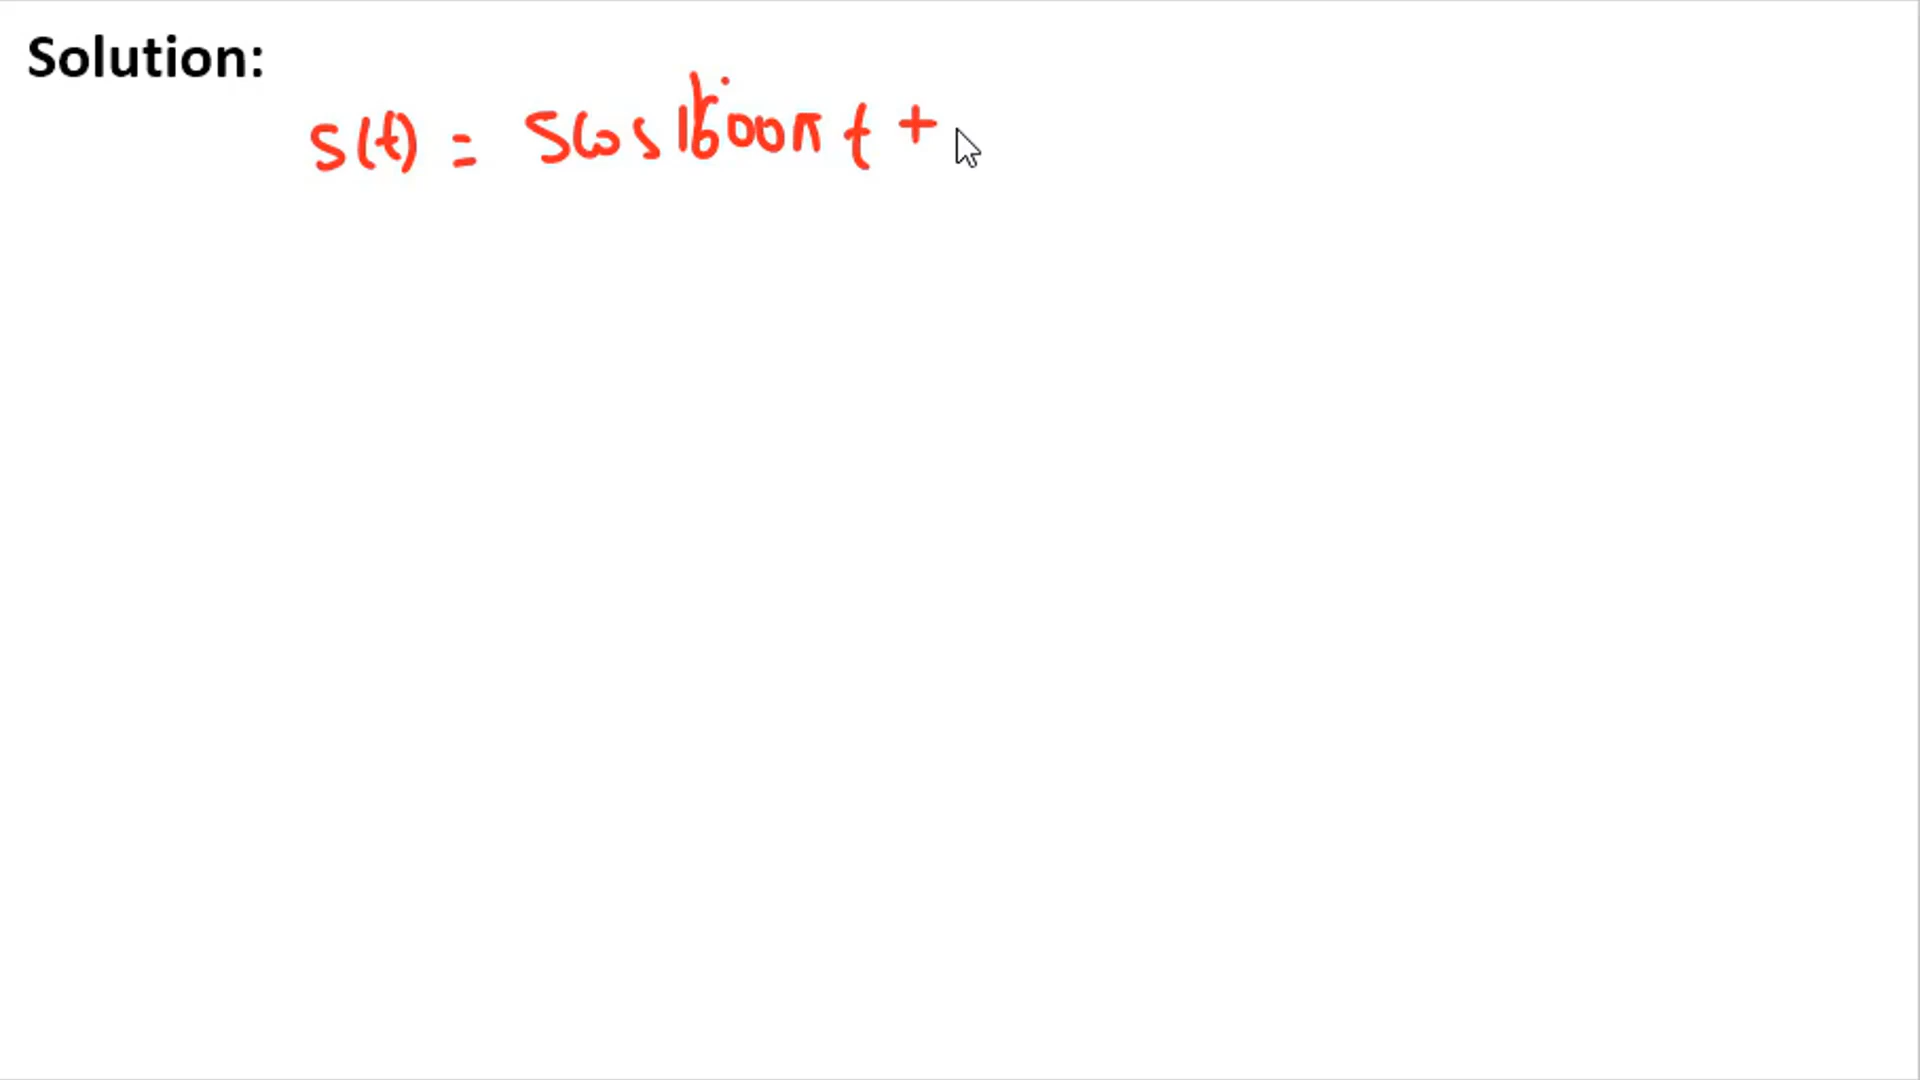 Solution:
s(t) = 5cos1600πt +